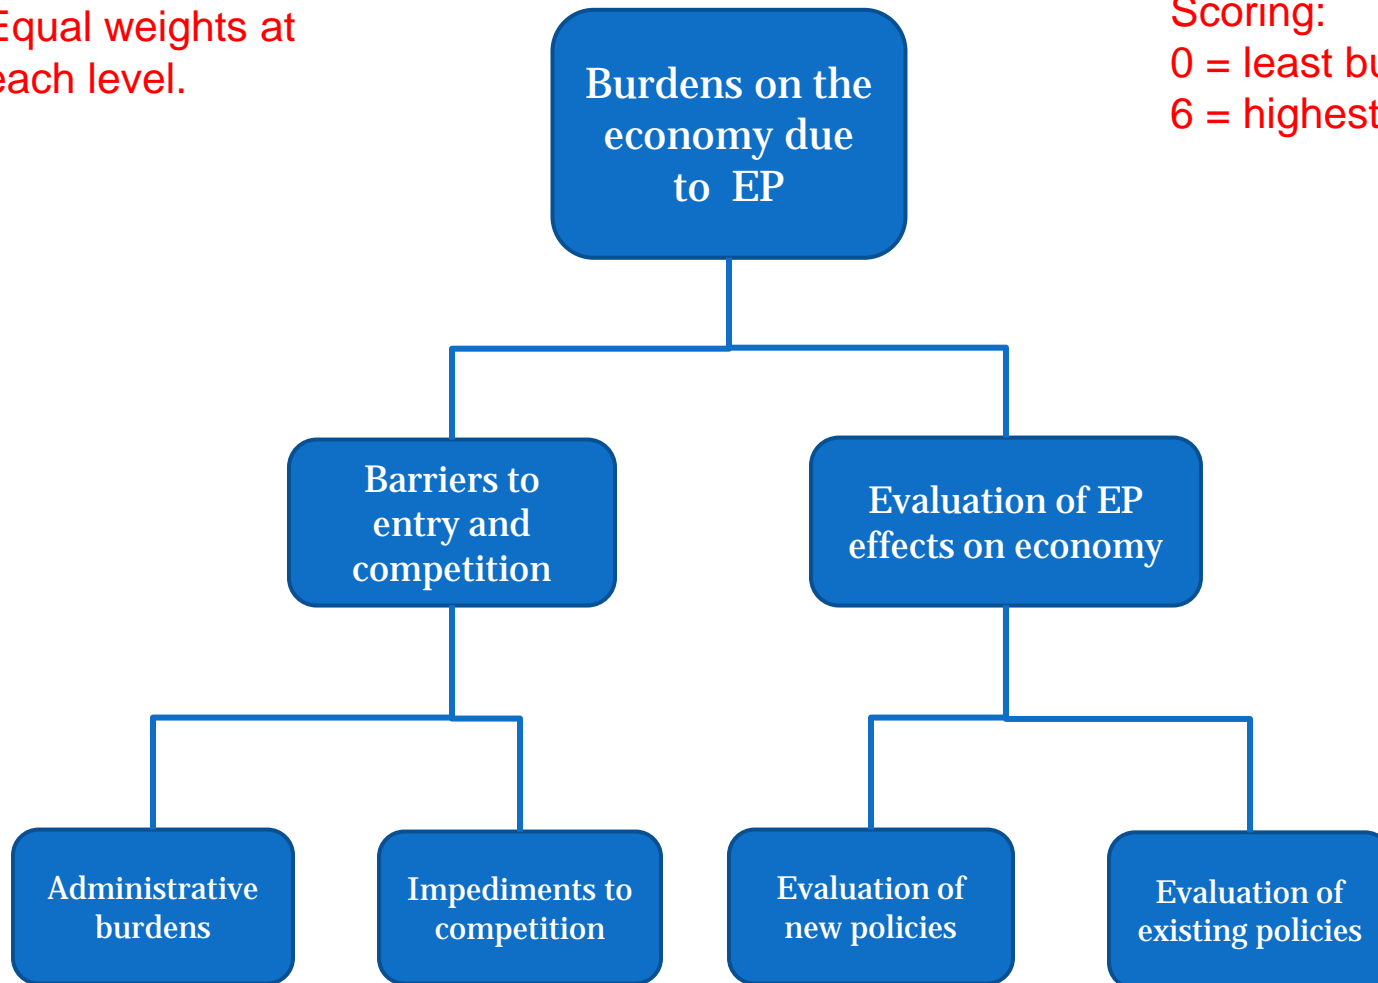 Equal weights at
each level.
Scoring:
0 = least
6 = highest
Burdens on the
economy due
to EP
Barriers to
entry and
competition
Evaluation of EP
effects on economy
Administrative
burdens
Impediments to
competition
Evaluation of
new policies
Evaluation of
existing policies